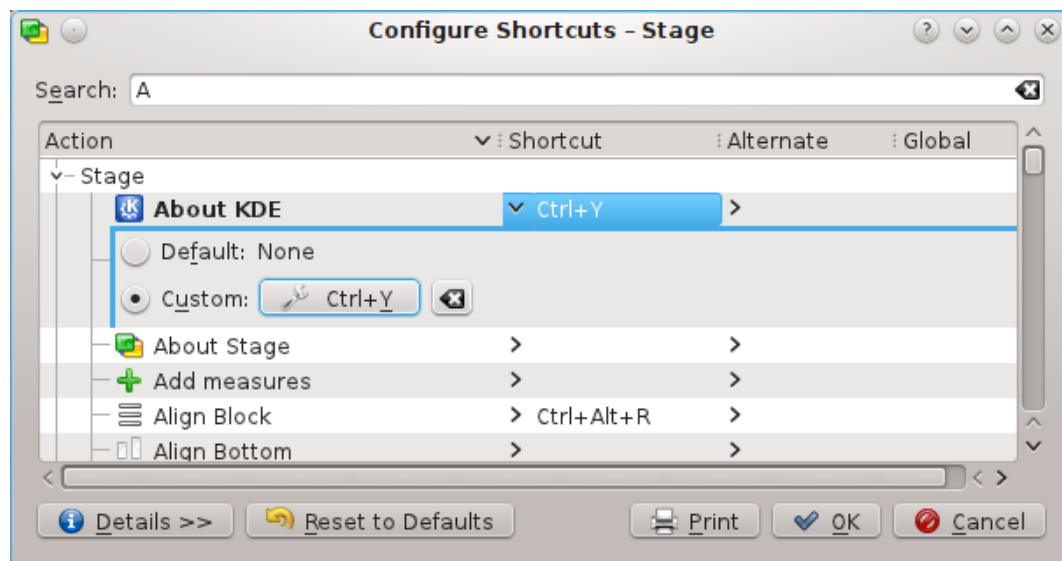 Configure Shortcuts – Stage
Search: A
Action Shortcut Alternate Global
Stage
About KDE Ctrl+Y
Default: None
Custom: Ctrl+Y
About Stage
Add measures
Align Block Ctrl+Alt+R
Align Bottom
Details >> Reset to Defaults Print OK Cancel